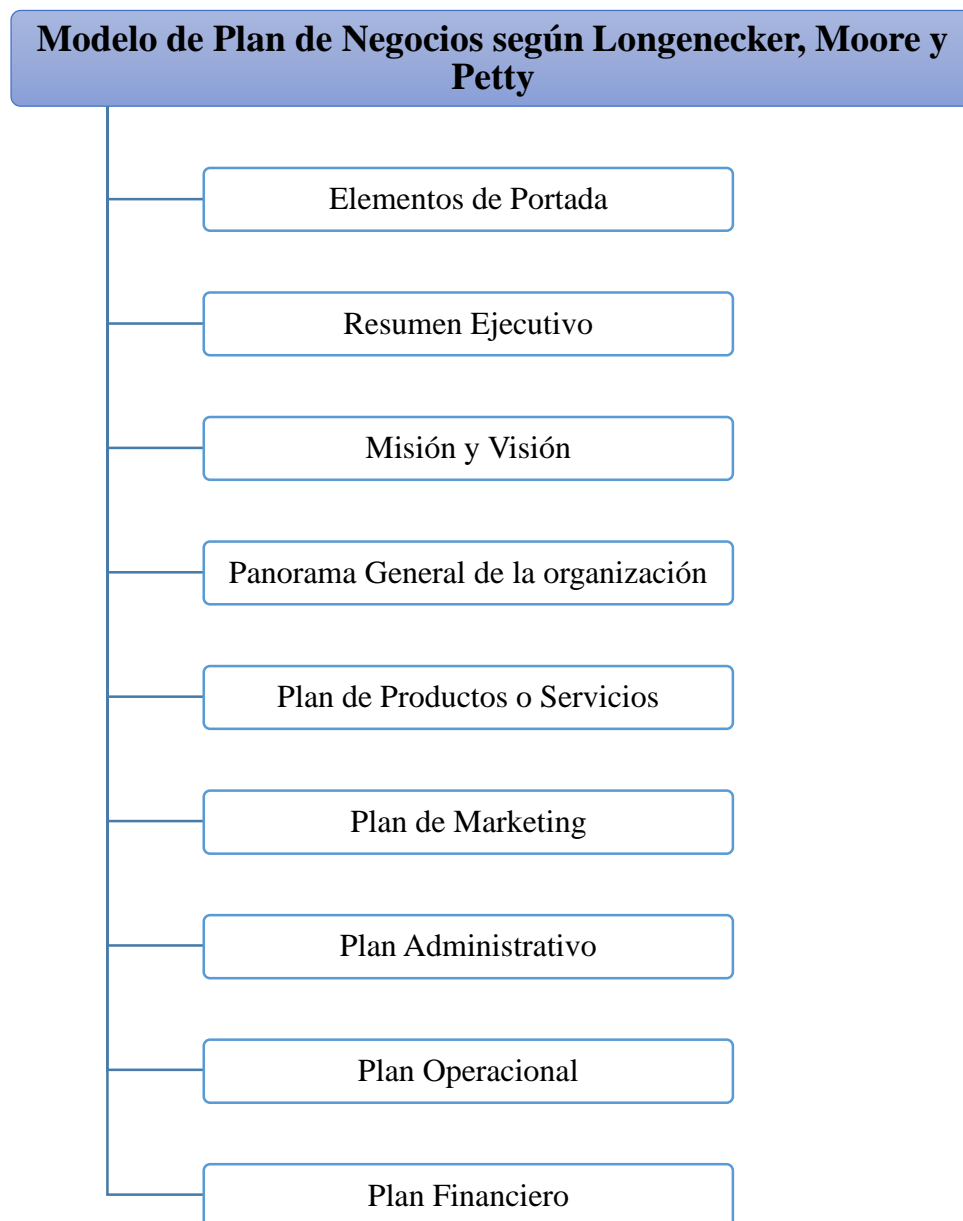 Modelo de Plan de Negocios según Longenecker, Moore y
Petty
Elementos de Portada
Resumen Ejecutivo
Misión y Visión
Panorama General de la organización
Plan de Productos o Servicios
Plan de Marketing
Plan Administrativo
Plan Operacional
Plan Financiero